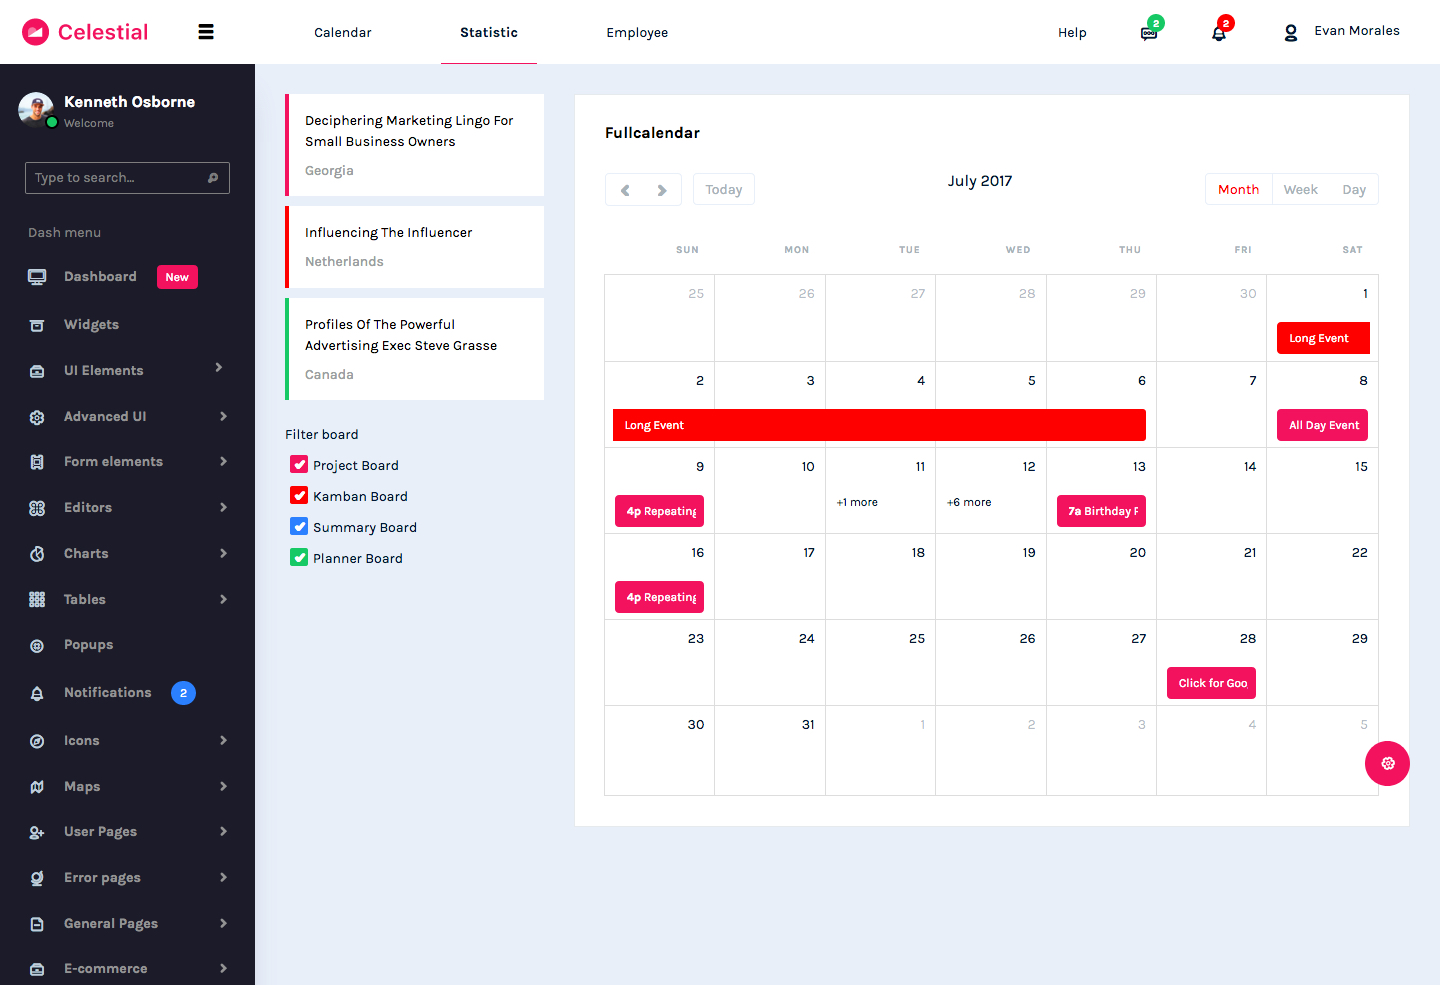 Celestial
Calendar
Statistic
Employee
Help
2
2
Evan Morales
Kenneth Osborne
Welcome
Type to search...
Dash menu
Dashboard
New
Widgets
UI Elements
Advanced UI
Form elements
Editors
Charts
Tables
Popups
Notifications
2
Icons
Maps
User Pages
Error pages
General Pages
E-commerce
Deciphering Marketing Lingo For
Small Business Owners
Georgia
Influencing The Influencer
Netherlands
Profiles Of The Powerful
Advertising Exec Steve Grasse
Canada
Filter board
Project Board
Kamban Board
Summary Board
Planner Board
Fullcalendar
Today
July 2017
Month Week Day
SUN MON TUE WED THU FRI SAT
25 26 27 28 29 30 1
Long Event
2 3 4 5 6 7 8
Long Event
All Day Event
9 10 11 12 13 14 15
4p Repeating
+1 more
+6 more
7a Birthday P
16 17 18 19 20 21 22
4p Repeating
23 24 25 26 27 28 29
Click for Goo
30 31 1 2 3 4 5